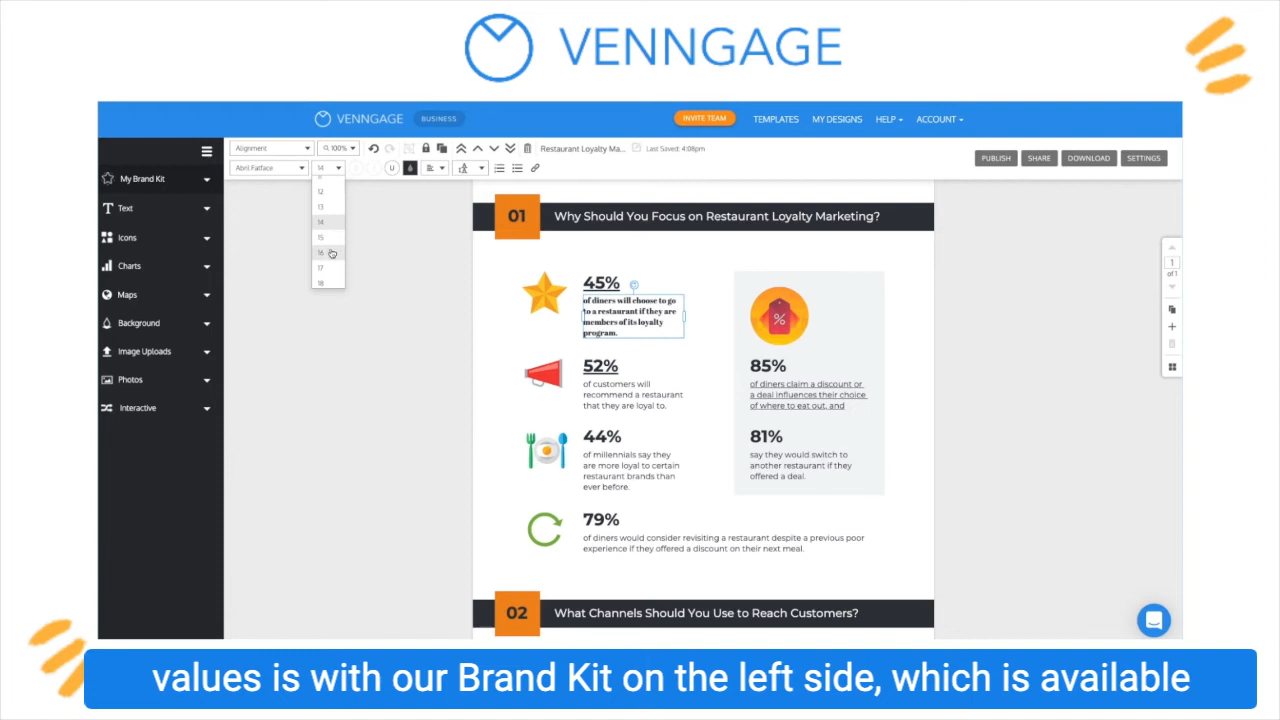 VENNGAGE
VENNGAGE BUSINESS INVITE TEAM TEMPLATES MY DESIGNS HELP ACCOUNT
Alignment 100% Restaurant Loyalty Ma... Last Saved: 4:08pm
PUBLISH SHARE DOWNLOAD SETTINGS
Abril Fatface 14 U
My Brand Kit
Text
Icons
Charts
Maps
Background
Image Uploads
Photos
Interactive
12
13
14
15
16
17
18
01 Why Should You Focus on Restaurant Loyalty Marketing?
45%
of diners will choose to go
to a restaurant if they are
members of its loyalty
program.
52%
of customers will
recommend a restaurant
that they are loyal to.
44%
of millennials say they
are more loyal to certain
restaurant brands than
ever before.
%
85%
of diners claim a discount or
a deal influences their choice
of where to eat out, and
81%
say they would switch to
another restaurant if they
offered a deal.
79%
of diners would consider revisiting a restaurant despite a previous poor
experience if they offered a discount on their next meal.
02 What Channels Should You Use to Reach Customers?
1
of 1
values is with our Brand Kit on the left side, which is available